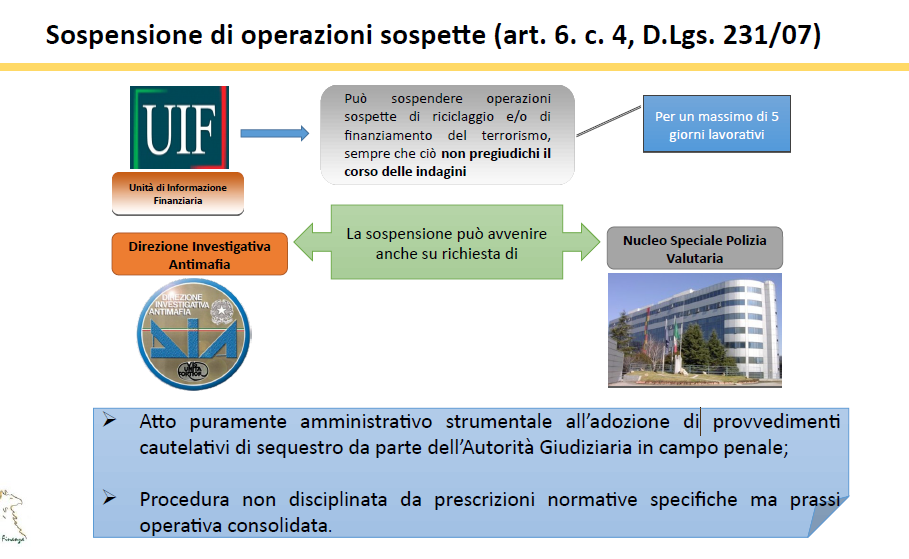 Sospensione di operazioni sospette (art. 6. c. 4, D.Lgs. 231/07)
UIF
Unità di Informazione
Finanziaria
Può sospendere operazioni
sospette di riciclaggio e/o di
finanziamento del terrorismo,
sempre che ciò non pregiudichi il
corso delle indagini
Per un massimo di 5
giorni lavorativi
La sospensione può avvenire
anche su richiesta di
Direzione Investigativa
Antimafia
Nucleo Speciale Polizia
Valutaria
DIREZIONE
INVESTIGATIVA
ANTIMAFIA
DIA
VIS
UNITA
FORTIOR
➢ Atto puramente amministrativo strumentale all’adozione di provvedimenti
cautelativi di sequestro da parte dell’Autorità Giudiziaria in campo penale;
➢ Procedura non disciplinata da prescrizioni normative specifiche ma prassi
operativa consolidata.
Finanza